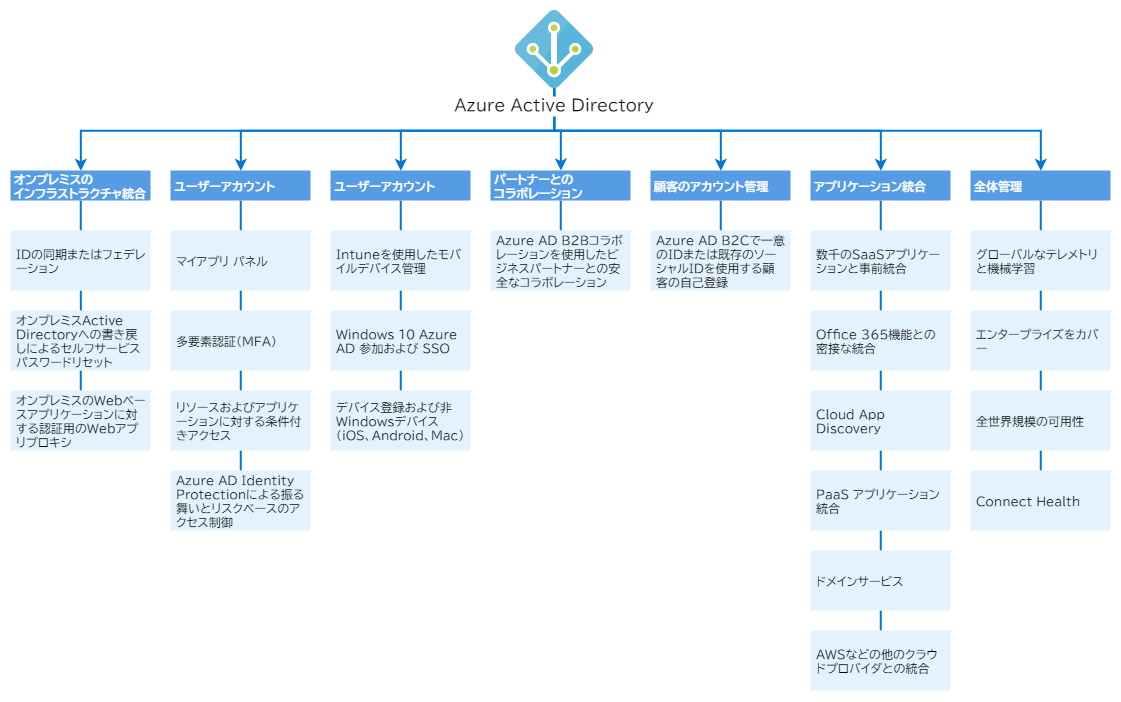 Azure Active Directory
オンプレミスの
インフラストラクチャ統合
IDの同期またはフェデレ
ーション
オンプレミスActive
Directoryへの書き戻
しによるセルフサービス
パスワードリセット
オンプレミスのWebベー
スアプリケーションに対
する認証用のWebアプ
リプロキシ
ユーザーアカウント
マイアプリ パネル
多要素認証(MFA)
リソースおよびアプリケ
ーションに対する条件付
きアクセス
Azure AD Identity
Protectionによる振る
舞いとリスクベースのア
クセス制御
ユーザーアカウント
Intuneを使用したモバ
イルデバイス管理
Windows 10 Azure
AD 参加および SSO
デバイス登録および非
Windowsデバイス
(iOS、Android、Mac)
パートナーとの
コラボレーション
Azure AD B2Bコラボ
レーションを使用したビ
ジネスパートナーとの安
全なコラボレーション
顧客のアカウント管理
Azure AD B2Cで一意
のIDまたは既存のソー
シャルIDを使用する顧
客の自己登録
アプリケーション統合
数千のSaaSアプリケー
ションと事前統合
Office 365機能との
密接な統合
Cloud App
Discovery
PaaS アプリケーション
統合
ドメインサービス
AWSなどの他のクラウ
ドプロバイダとの統合
全体管理
グローバルなテレメトリ
と機械学習
エンタープライズをカバ
ー
全世界規模の可用性
Connect Health